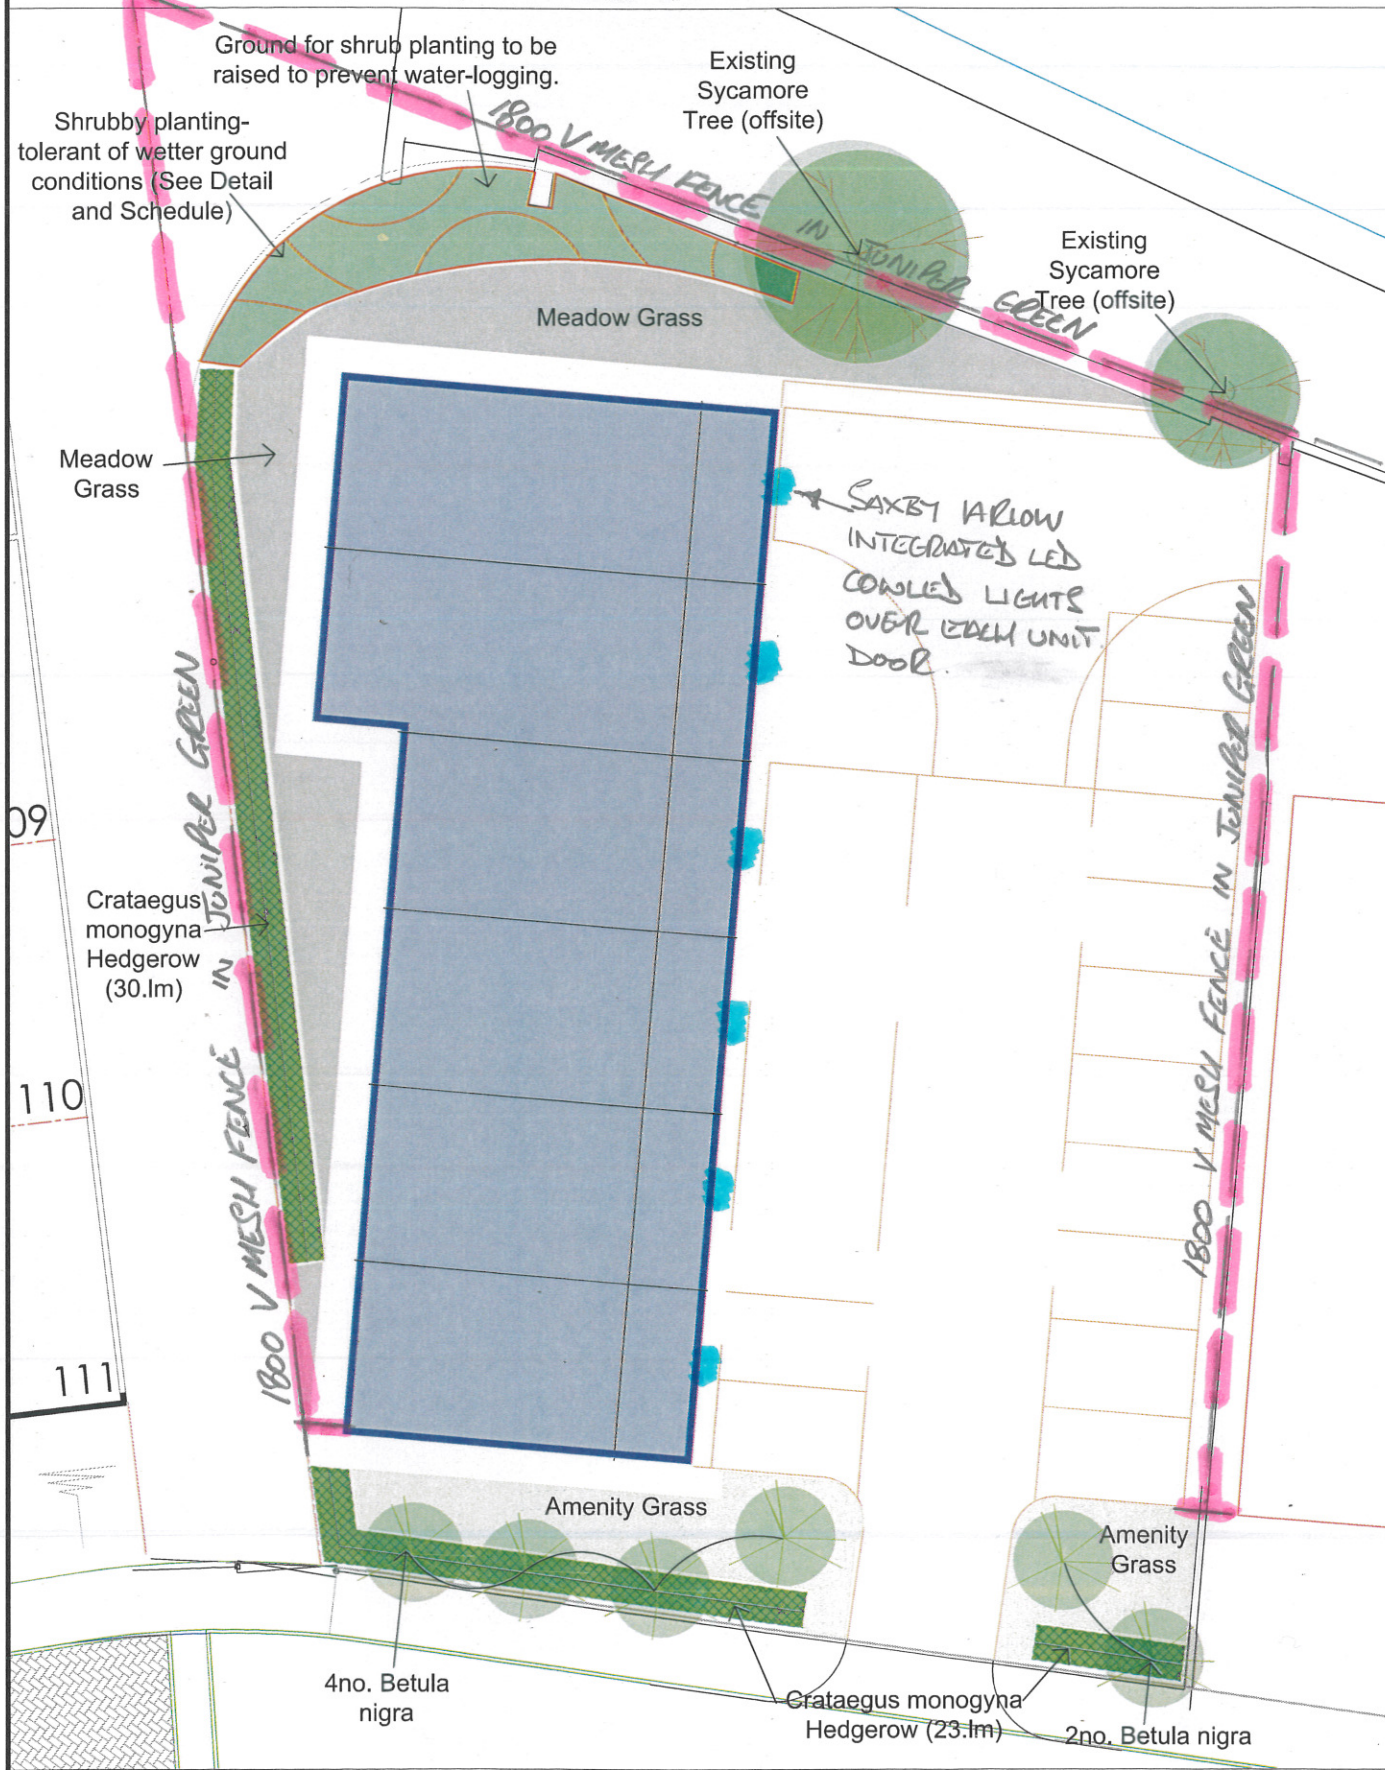 Ground for shrub planting to be
raised to prevent water-logging.
Existing
Sycamore
Tree (offsite)
Shrubby planting-
tolerant of wetter ground
conditions (See Detail
and Schedule)
1800 V MESH FENCE IN JUNIPER GREEN
Existing
Sycamore
Tree (offsite)
Meadow Grass
Meadow
Grass
SAXBY
INTEGRATED LED
COWLED LIGHTS
OVER EACH UNIT
DOOR
1800 V MESH FENCE IN JUNIPER GREEN
1800 V MESH FENCE IN JUNIPER GREEN
09
Crataegus
monogyna
Hedgerow
(30.lm)
110
111
Amenity Grass
Amenity
Grass
4no. Betula
nigra
Crataegus monogyna
Hedgerow (23.lm)
2no. Betula nigra